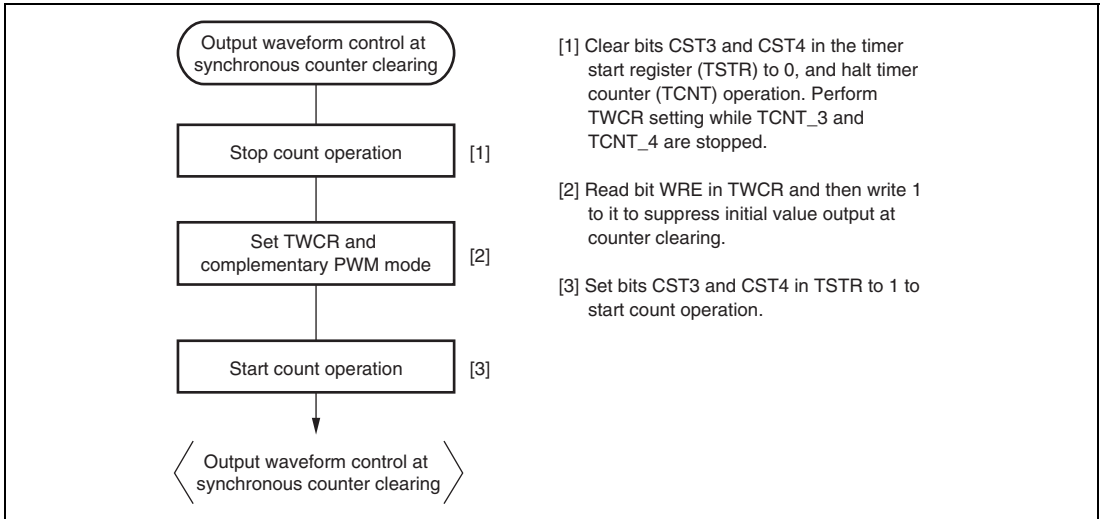 Output waveform control at
synchronous counter clearing
Stop count operation
[1]
Set TWCR and
complementary PWM mode
[2]
Start count operation
[3]
Output waveform control at
synchronous counter clearing
[1] Clear bits CST3 and CST4 in the timer
start register (TSTR) to 0, and halt timer
counter (TCNT) operation. Perform
TWCR setting while TCNT_3 and
TCNT_4 are stopped.
[2] Read bit WRE in TWCR and then write 1
to it to suppress initial value output at
counter clearing.
[3] Set bits CST3 and CST4 in TSTR to 1 to
start count operation.